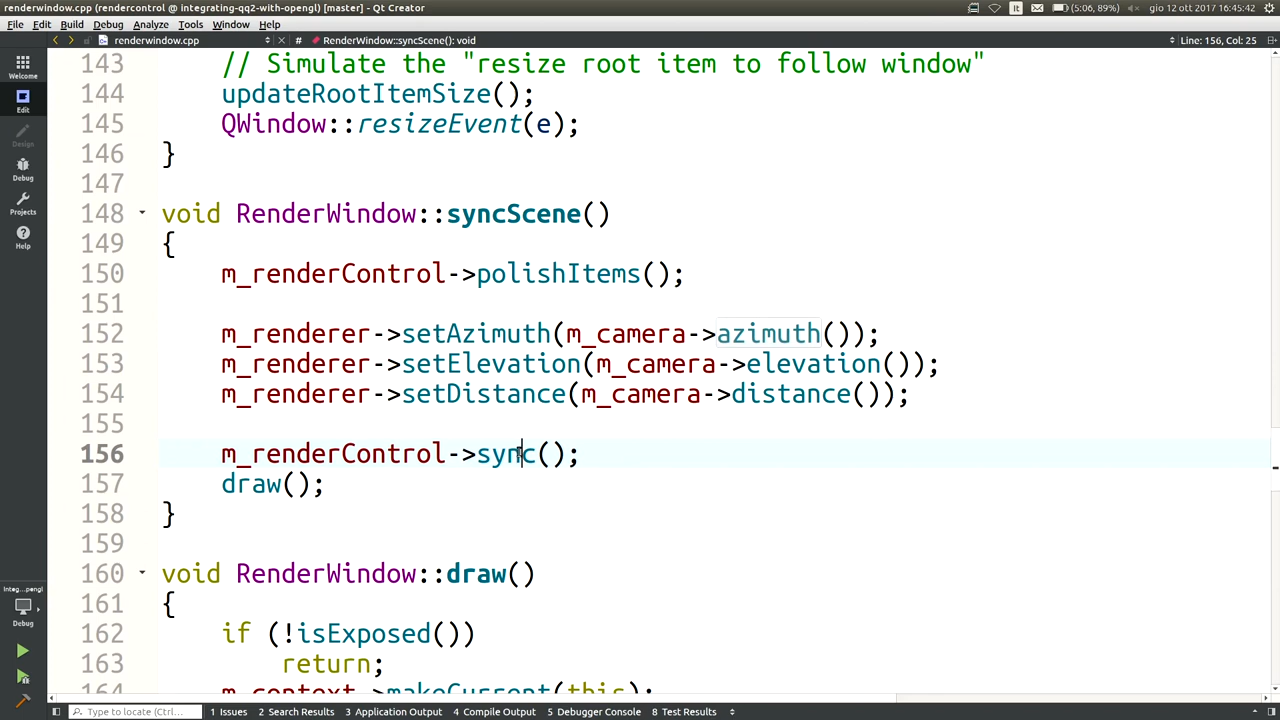 renderwindow.cpp (rendercontrol @ integrating-qq2-with-opengl) [master] - Qt Creator
It
(5:06, 89%)
gio 12 ott 2017 16:45:42
File Edit Build Debug Analyze Tools Window Help
renderwindow.cpp
#
RenderWindow::syncScene(): void
Line: 156, Col: 25
Welcome
Edit
Design
Debug
Projects
Help
Integ...pengl
Debug
143 // Simulate the "resize root item to follow window"
144 updateRootItemSize();
145 QWindow::resizeEvent(e);
146 }
147
148 void RenderWindow::syncScene()
149 {
150 m_renderControl->polishItems();
151
152 m_renderer->setAzimuth(m_camera->azimuth());
153 m_renderer->setElevation(m_camera->elevation());
154 m_renderer->setDistance(m_camera->distance());
155
156 m_renderControl->sync();
157 draw();
158 }
159
160 void RenderWindow::draw()
161 {
162 if (!isExposed())
163 return;
164 m_context->makeCurrent(this);
Type to locate (Ctrl...
1 Issues
2 Search Results
3 Application Output
4 Compile Output
5 Debugger Console
8 Test Results